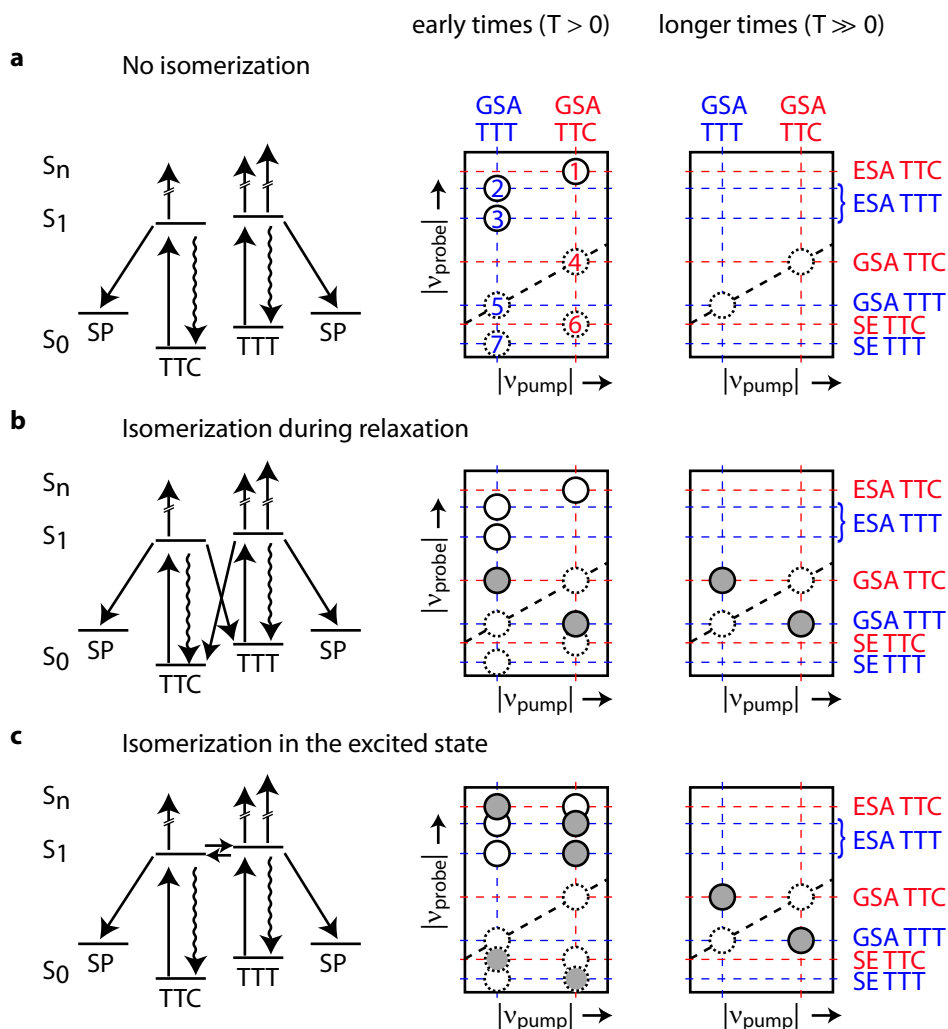 early times (T > 0)
longer times (T ≫ 0)
a
No isomerization
GSA
TTT
GSA
TTC
GSA
TTT
GSA
TTC
Sn
S1
S0
SP
TTC
TTT
SP
|νprobe|
1
2
3
4
5
6
7
|νpump|
|νpump|
ESA TTC
ESA TTT
GSA TTC
GSA TTT
SE TTC
SE TTT
b
Isomerization during relaxation
Sn
S1
S0
SP
TTC
TTT
SP
|νprobe|
|νpump|
|νpump|
ESA TTC
ESA TTT
GSA TTC
GSA TTT
SE TTC
SE TTT
c
Isomerization in the excited state
Sn
S1
S0
SP
TTC
TTT
SP
|νprobe|
|νpump|
|νpump|
ESA TTC
ESA TTT
GSA TTC
GSA TTT
SE TTC
SE TTT